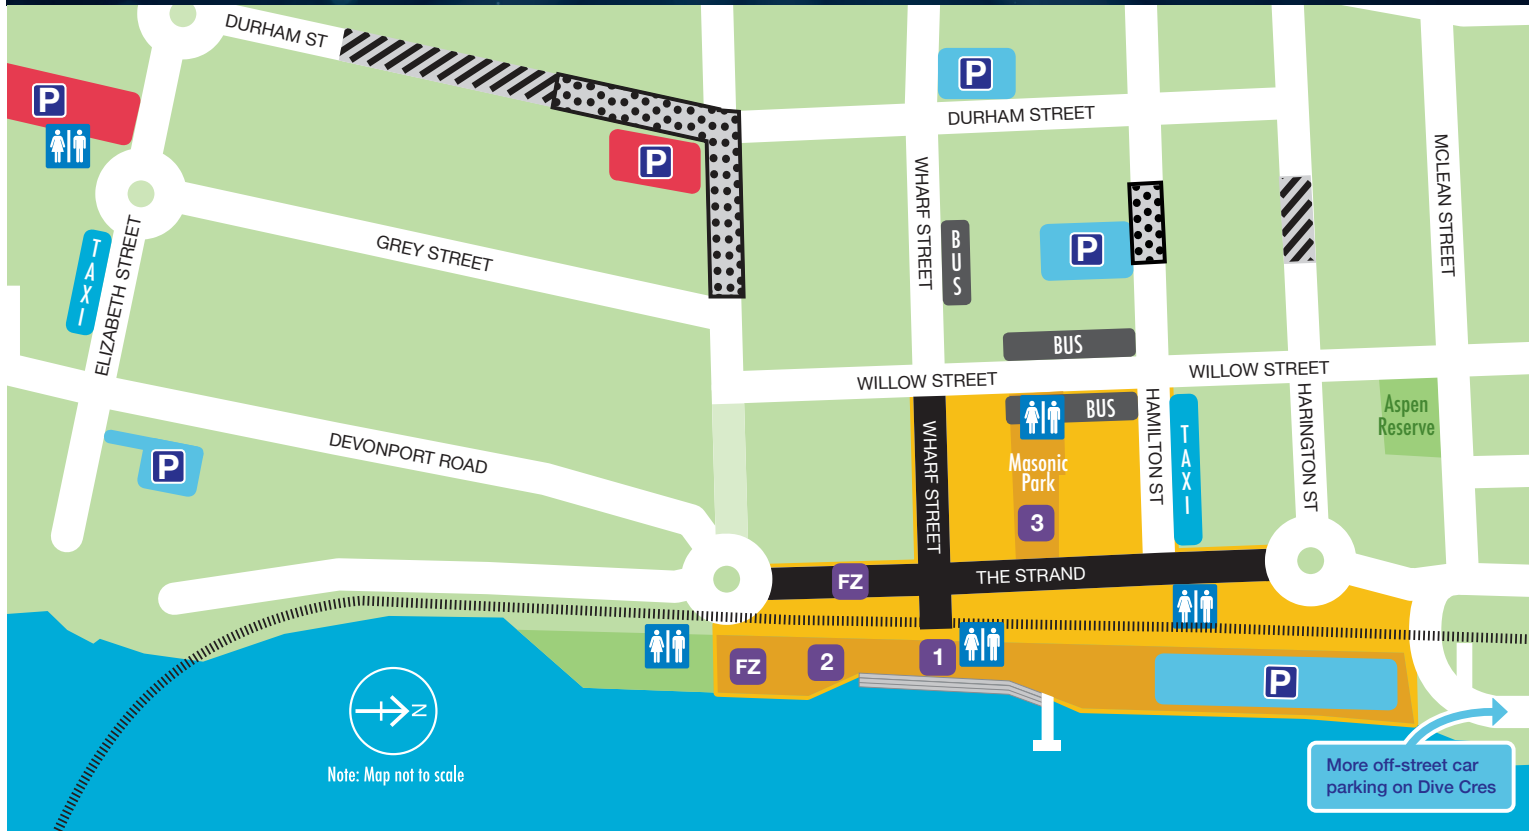 DURHAM ST
P
P
DURHAM STREET
P
MCLEAN STREET
WHARF STREET
BUS
P
TAXI
ELIZABETH STREET
GREY STREET
BUS
WILLOW STREET
WILLOW STREET
BUS
HAMILTON ST
HARINGTON ST
Aspen
Reserve
TAXI
WHARF STREET
Masonic
Park
3
DEVONPORT ROAD
P
FZ
THE STRAND
FZ
2
1
P
N
Note: Map not to scale
More off-street car
parking on Dive Cres